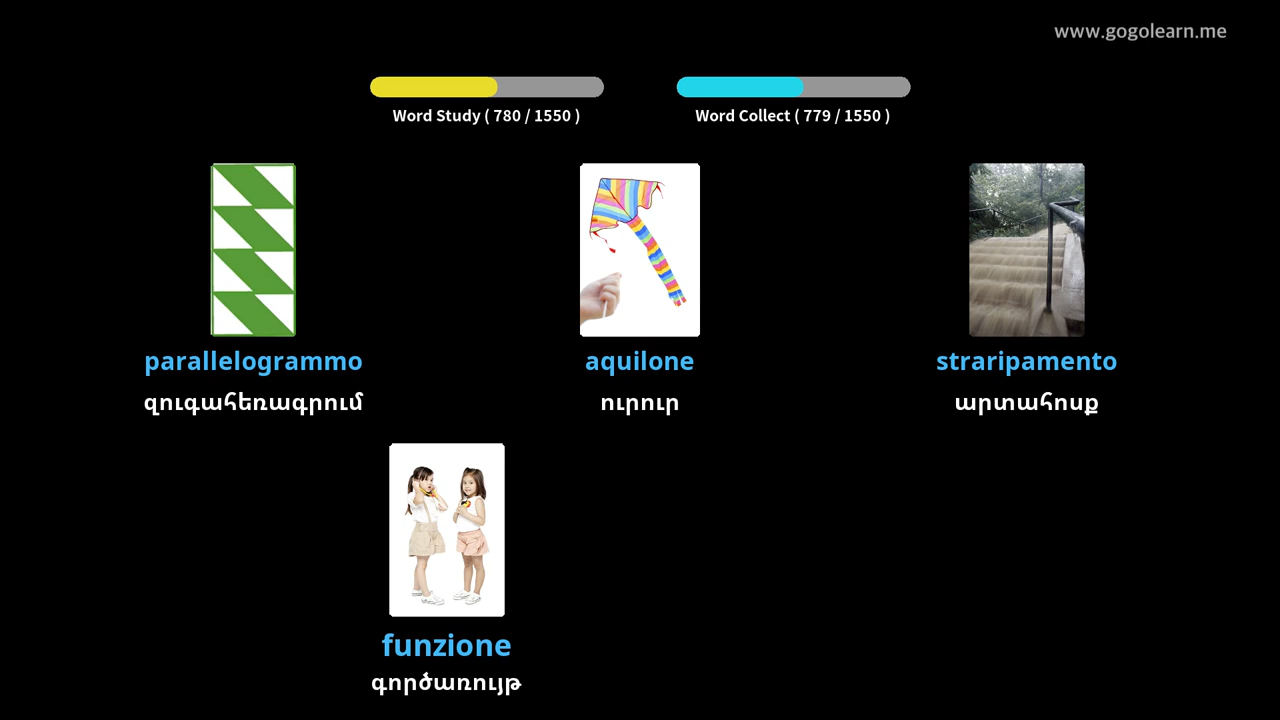 www.gogolearn.me
Word Study ( 780 / 1550 )
Word Collect ( 779 / 1550 )
parallelogrammo
զուգահեռագրում
aquilone
ուրուր
straripamento
արտահոսք
funzione
գործառույթ